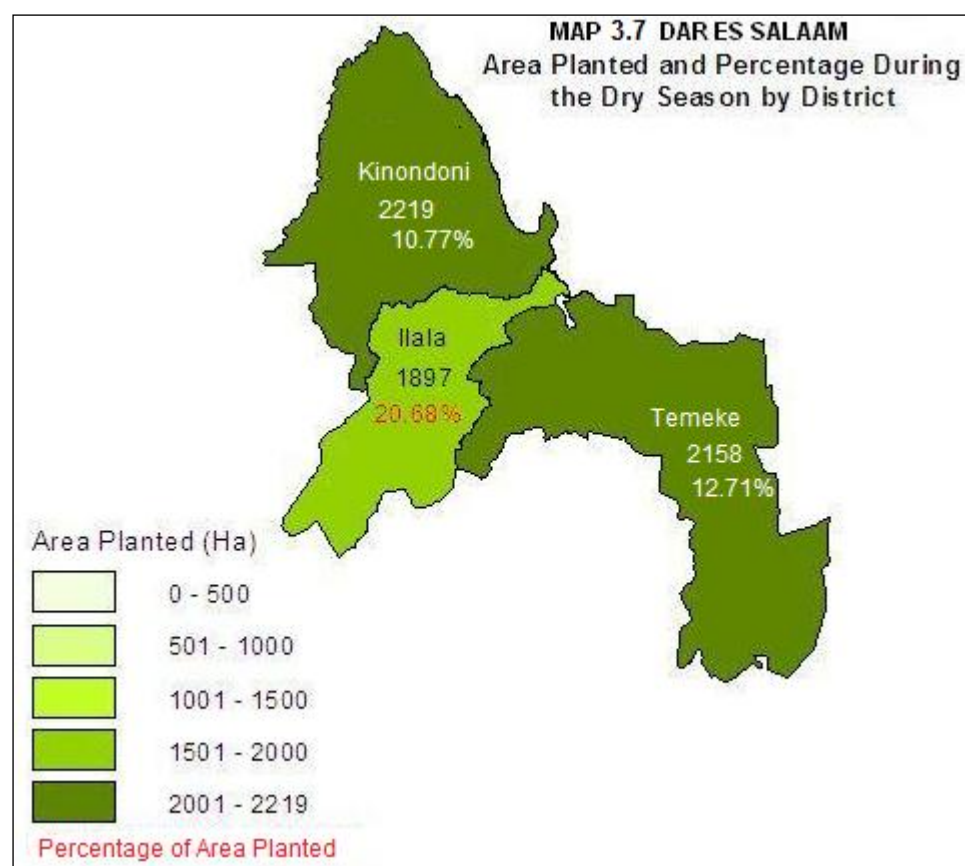 MAP 3.7 DAR ES SALAAM
Area Planted and Percentage During
the Dry Season by District
Kinondoni
2219
10.77%
Ilala
1897
20.68%
Temeke
2158
12.71%
Area Planted (Ha)
0 - 500
501 - 1000
1001 - 1500
1501 - 2000
2001 - 2219
Percentage of Area Planted